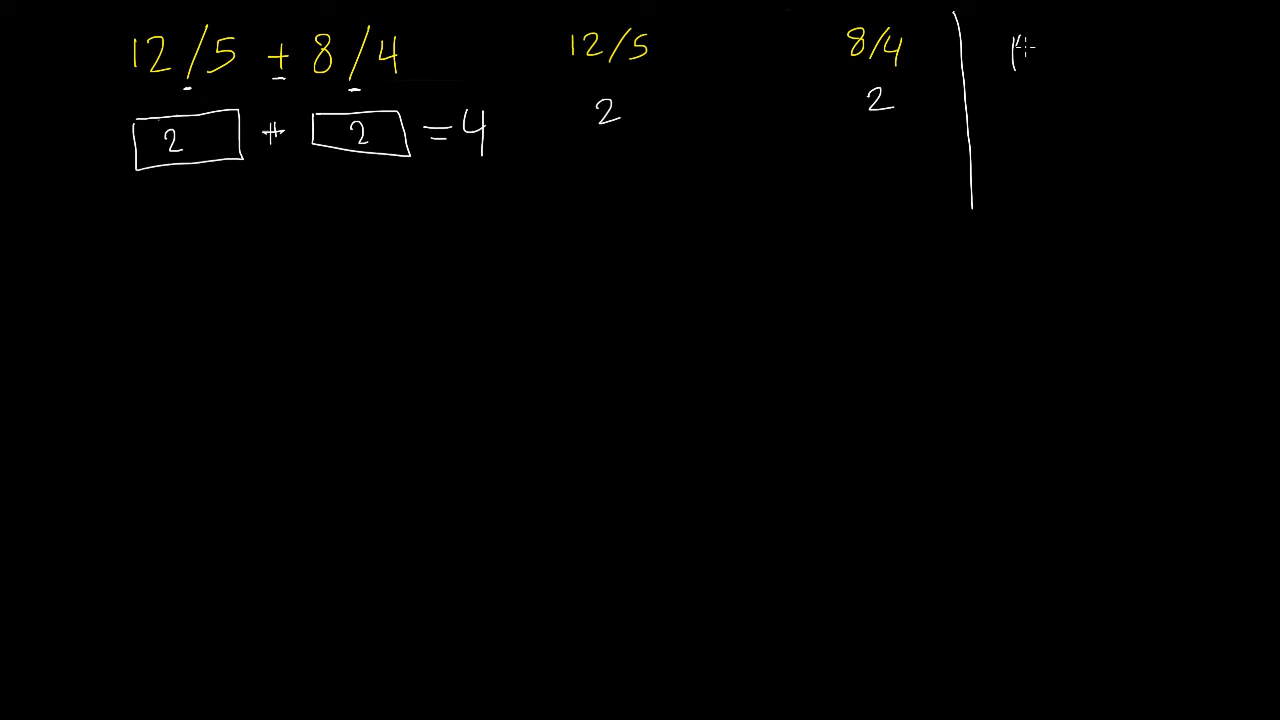 12/5 + 8/4
2 + 2 = 4
12/5
2
8/4
2